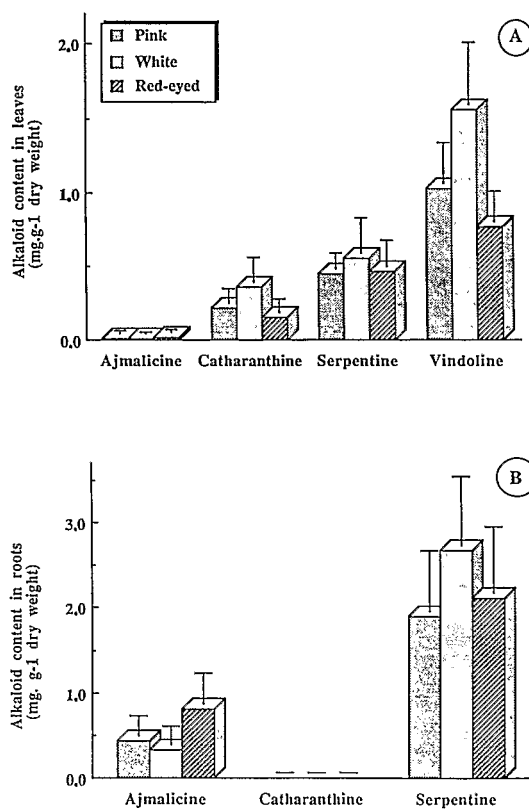 A
Pink
White
Red-eyed
Alkaloid content in leaves
(mg.g-1 dry weight)
2,0
1,0
0,0
Ajmalicine Catharanthine Serpentine Vindoline
B
Alkaloid content in roots
(mg. g-1 dry weight)
3,0
2,0
1,0
0,0
Ajmalicine Catharanthine Serpentine